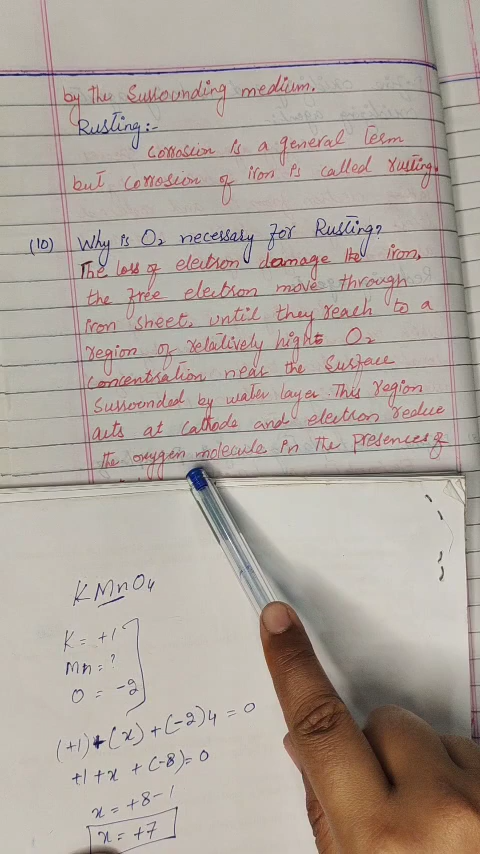 by the Surrounding medium.
Rusting:-
Corrosion is a general term
but corrosion of iron is called rusting.
(10) Why is O₂ necessary for Rusting?
The loss of electron damage the iron,
the free electron move through
iron sheet, until they reach to a
region of relatively high O₂
Concentration near the Surface
Surrounded by water layer. This region
acts at cathode and electron reduce
the oxygen molecule in the presences of
KMnO₄
K = +1
Mn = ?
O = -2
(+1) + (x) + (-2)4 = 0
+1 + x + (-8) = 0
x = +8 - 1
x = +7